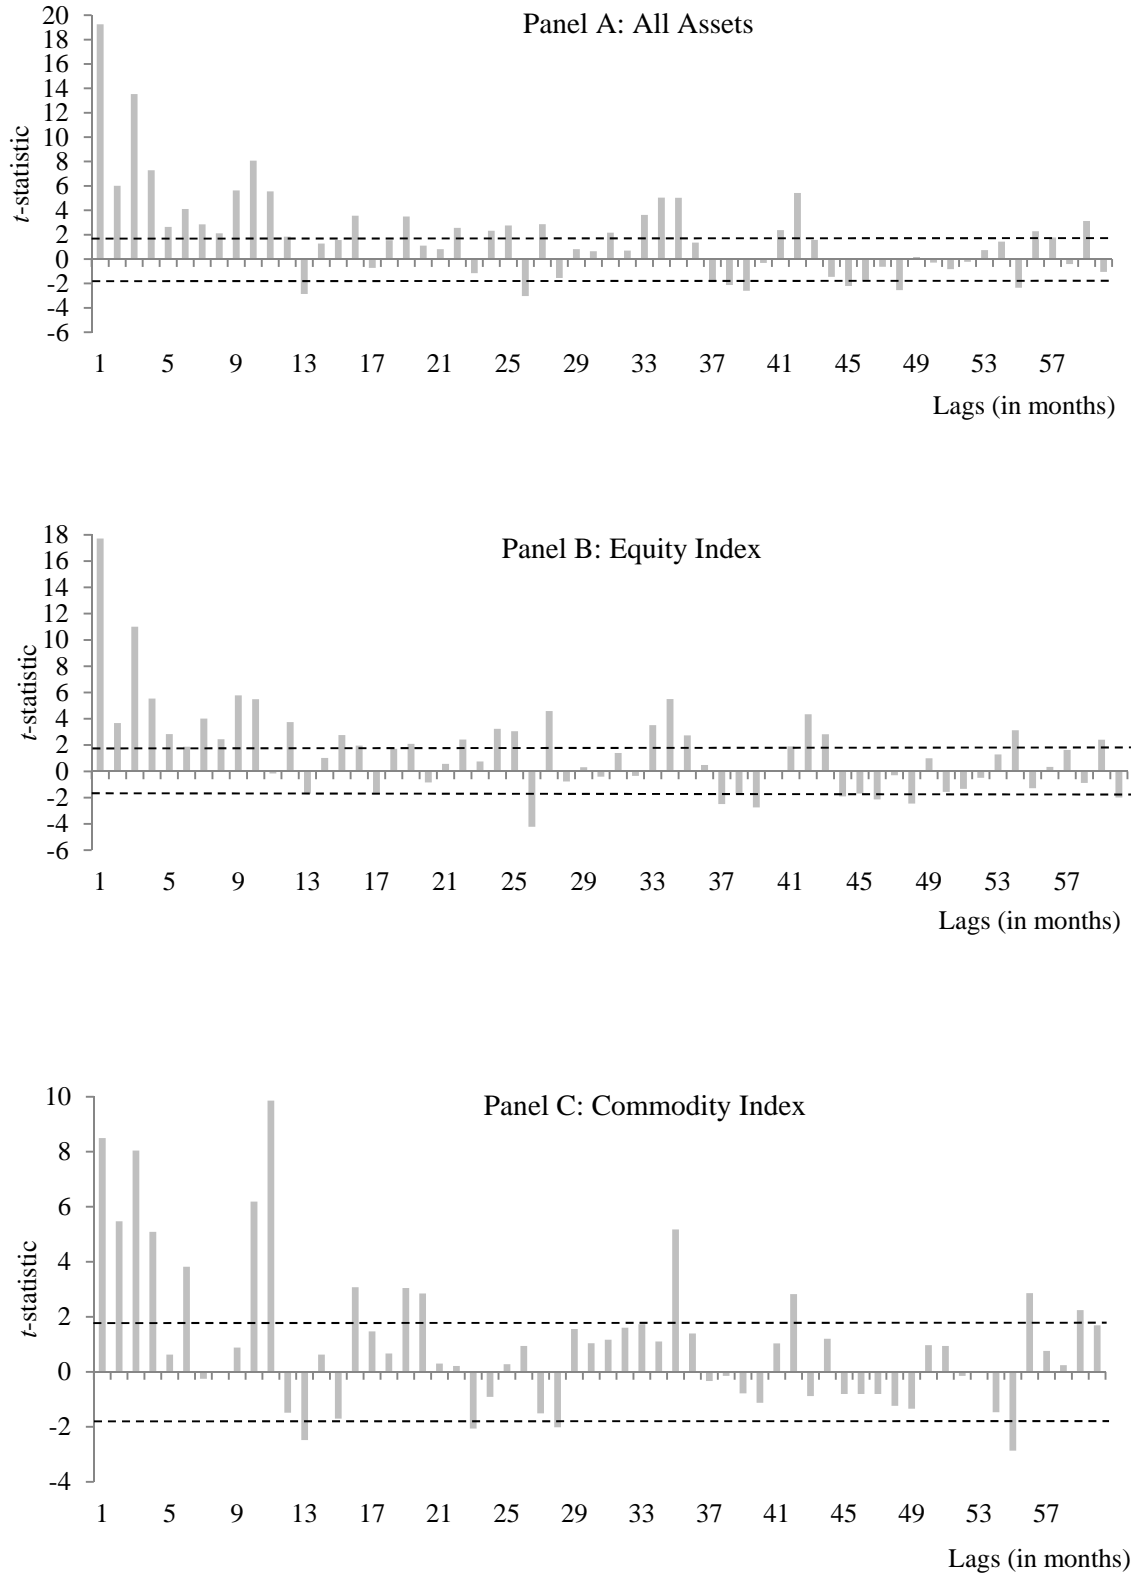 Panel A: All Assets
t-statistic
20
18
16
14
12
10
8
6
4
2
0
-2
-4
-6
1 5 9 13 17 21 25 29 33 37 41 45 49 53 57
Lags (in months)
Panel B: Equity Index
t-statistic
18
16
14
12
10
8
6
4
2
0
-2
-4
-6
1 5 9 13 17 21 25 29 33 37 41 45 49 53 57
Lags (in months)
Panel C: Commodity Index
t-statistic
10
8
6
4
2
0
-2
-4
1 5 9 13 17 21 25 29 33 37 41 45 49 53 57
Lags (in months)